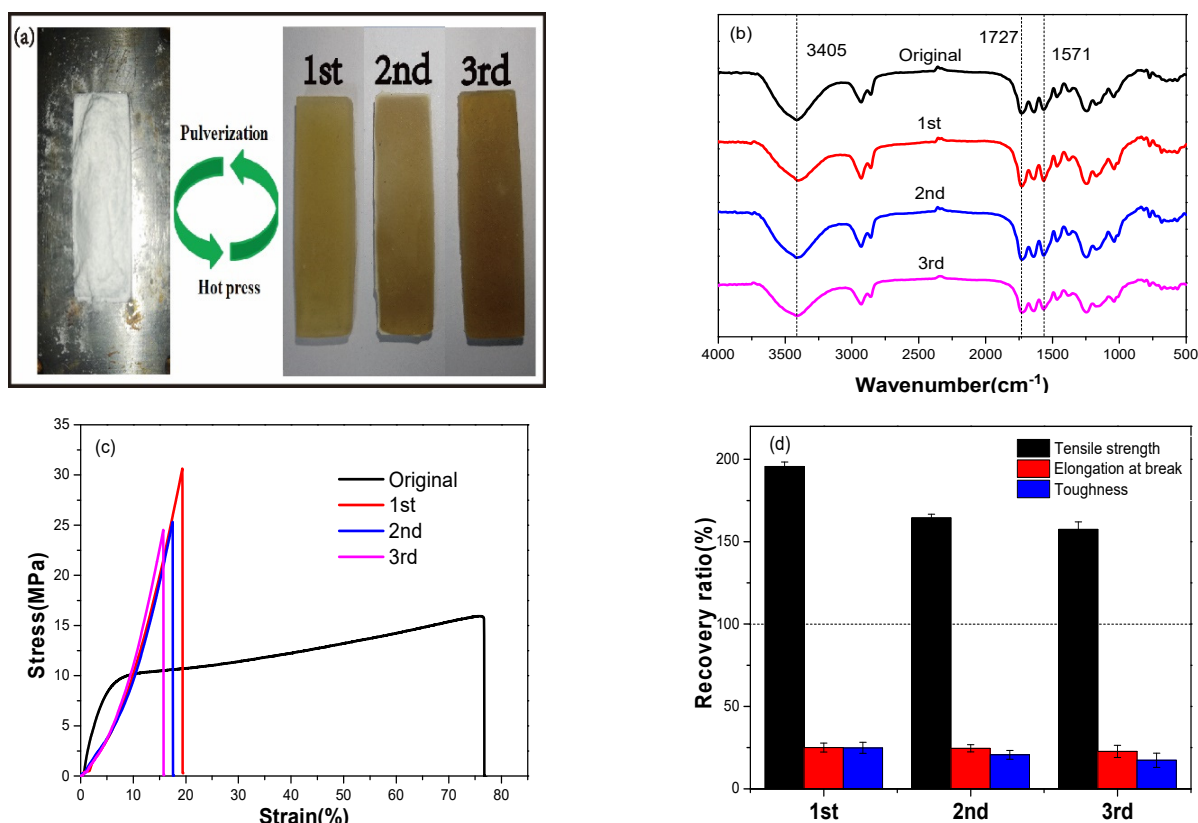 (a)
1st 2nd 3rd
Pulverization
Hot press
(b)
3405
1727
1571
Original
1st
2nd
3rd
4000 3500 3000 2500 2000 1500 1000 500
Wavenumber(cm⁻¹)
(c)
Stress(MPa)
35
30
25
20
15
10
5
0
Original
1st
2nd
3rd
0 10 20 30 40 50 60 70 80
Strain(%)
(d)
Recovery ratio(%)
200
150
100
50
0
Tensile strength
Elongation at break
Toughness
1st 2nd 3rd